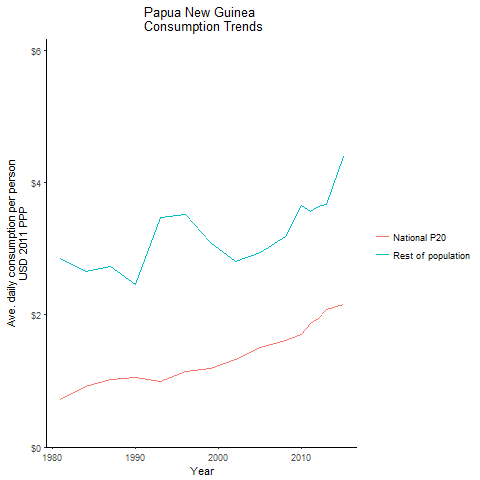 Papua New Guinea
Consumption Trends
$6
$4
$2
$0
Ave. daily consumption per person
USD 2011 PPP
1980
1990
2000
2010
Year
National P20
Rest of population